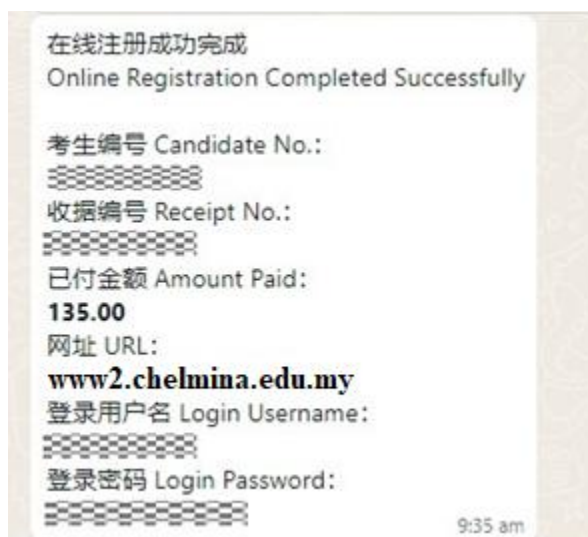 在线注册成功完成
Online Registration Completed Successfully
考生编号 Candidate No.:
收据编号 Receipt No.:
已付金额 Amount Paid:
135.00
网址 URL:
www2.chelmina.edu.my
登录用户名 Login Username:
登录密码 Login Password:
9:35 am